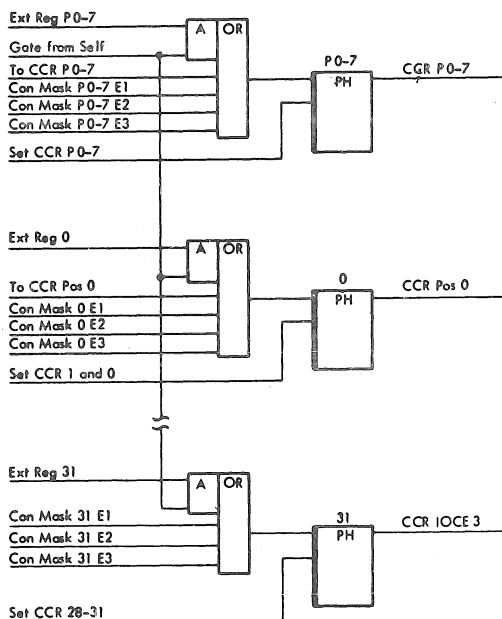 Ext Reg P0-7
A OR
Gate from Self
To CCR P0-7
P0-7
CCR P0-7
Con Mask P0-7 E1
PH
Con Mask P0-7 E2
Con Mask P0-7 E3
Set CCR P0-7
Ext Reg 0
A OR
To CCR Pos 0
0
CCR Pos 0
Con Mask 0 E1
PH
Con Mask 0 E2
Con Mask 0 E3
Set CCR 1 and 0
Ext Reg 31
A OR
Con Mask 31 E1
31
CCR IOCE 3
Con Mask 31 E2
PH
Con Mask 31 E3
Set CCR 28-31